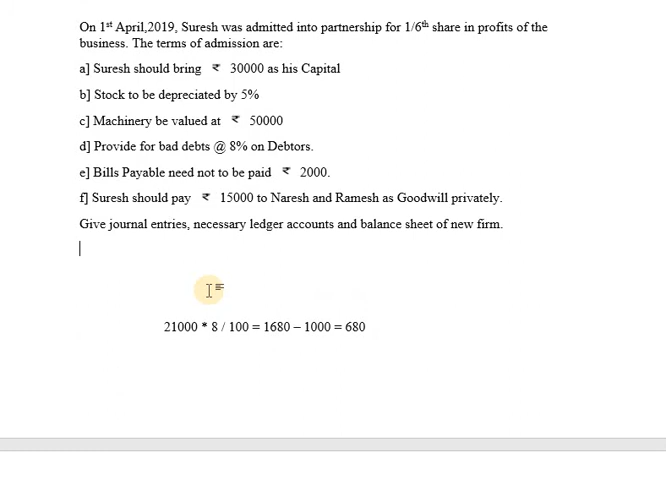 On 1st April,2019, Suresh was admitted into partnership for 1/6th share in profits of the
business. The terms of admission are:
a] Suresh should bring ₹ 30000 as his Capital
b] Stock to be depreciated by 5%
c] Machinery be valued at ₹ 50000
d] Provide for bad debts @ 8% on Debtors.
e] Bills Payable need not to be paid ₹ 2000.
f] Suresh should pay ₹ 15000 to Naresh and Ramesh as Goodwill privately.
Give journal entries, necessary ledger accounts and balance sheet of new firm.
21000 * 8 / 100 = 1680 – 1000 = 680